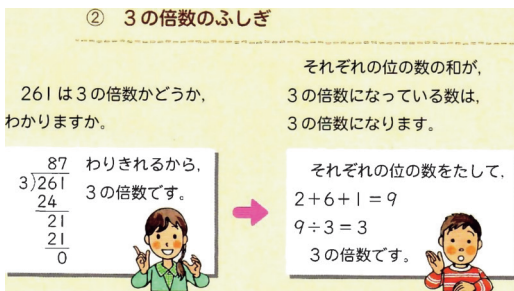 ② 3の倍数のふしぎ
261は3の倍数かどうか,
わかりますか。
87
3)261
24
21
21
0
わりきれるから,
3の倍数です。
それぞれの位の数の和が,
3の倍数になっている数は,
3の倍数になります。
それぞれの位の数をたして,
2+6+1=9
9÷3=3
3の倍数です。